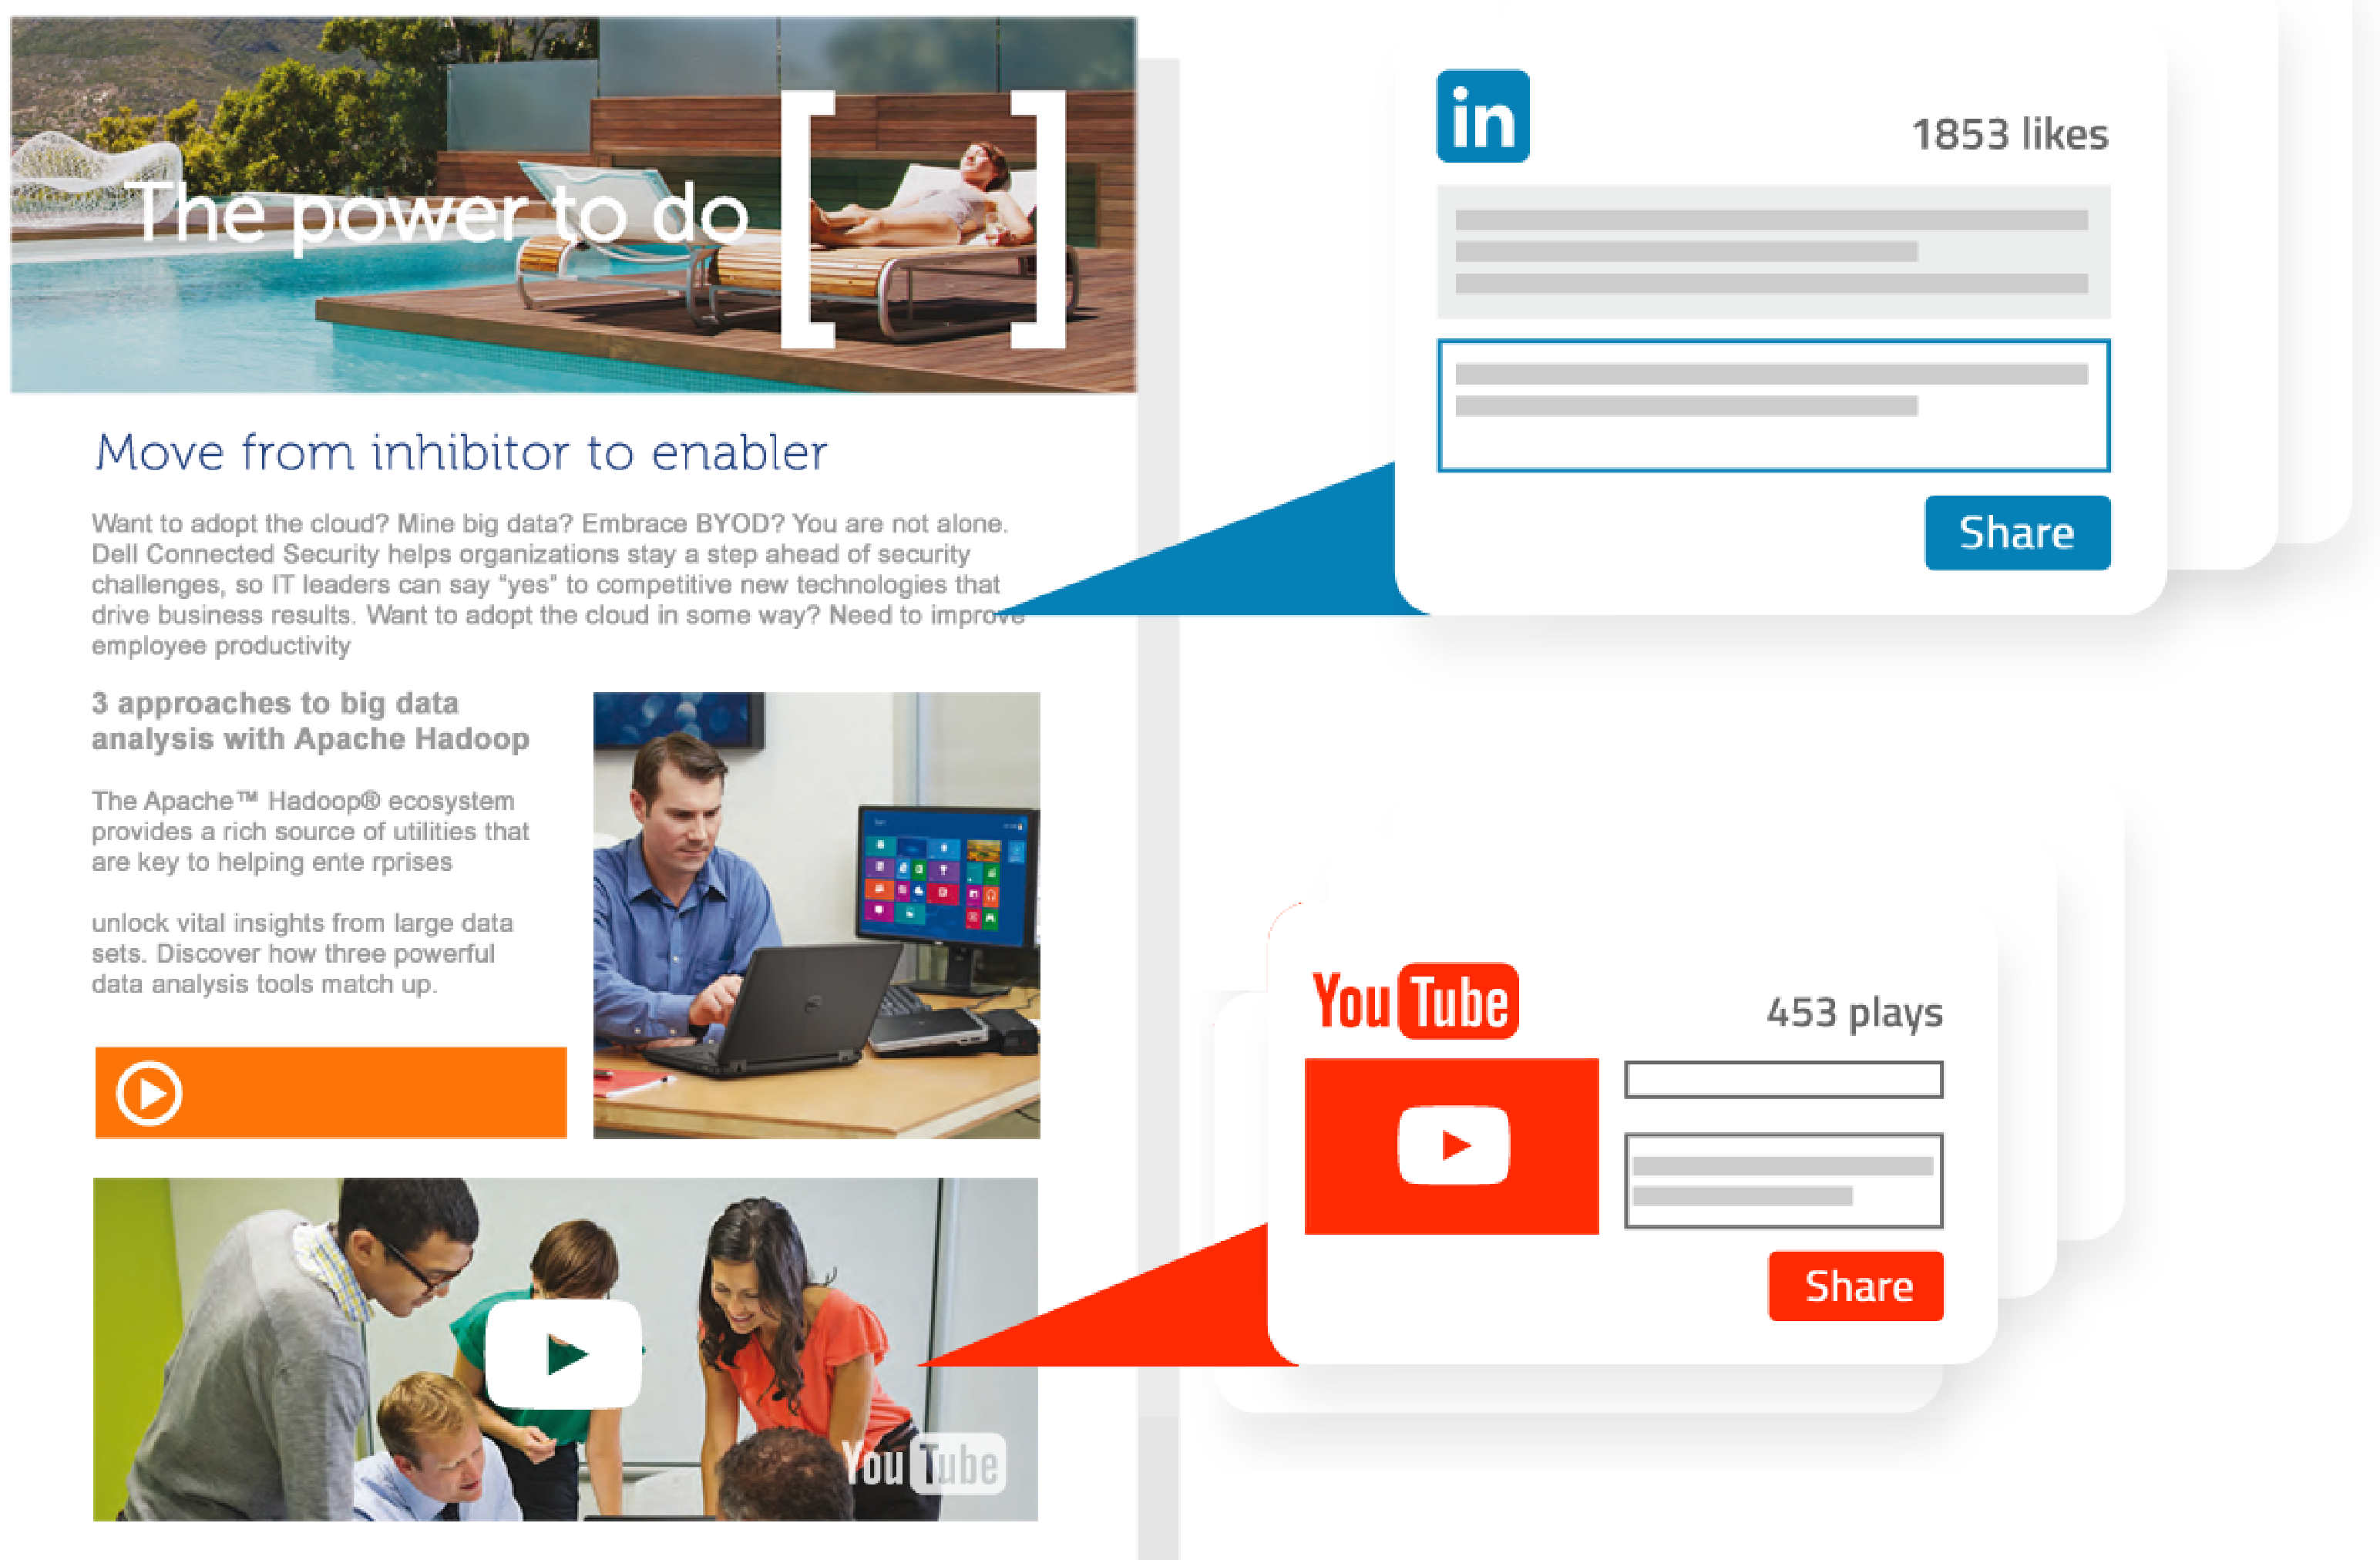 The power to do [ ]
Move from inhibitor to enabler
Want to adopt the cloud? Mine big data? Embrace BYOD? You are not alone.
Dell Connected Security helps organizations stay a step ahead of security
challenges, so IT leaders can say “yes” to competitive new technologies that
drive business results. Want to adopt the cloud in some way? Need to improve
employee productivity
3 approaches to big data
analysis with Apache Hadoop
The Apache™ Hadoop® ecosystem
provides a rich source of utilities that
are key to helping ente rprises
unlock vital insights from large data
sets. Discover how three powerful
data analysis tools match up.
YouTube
in
1853 likes
Share
YouTube
453 plays
Share